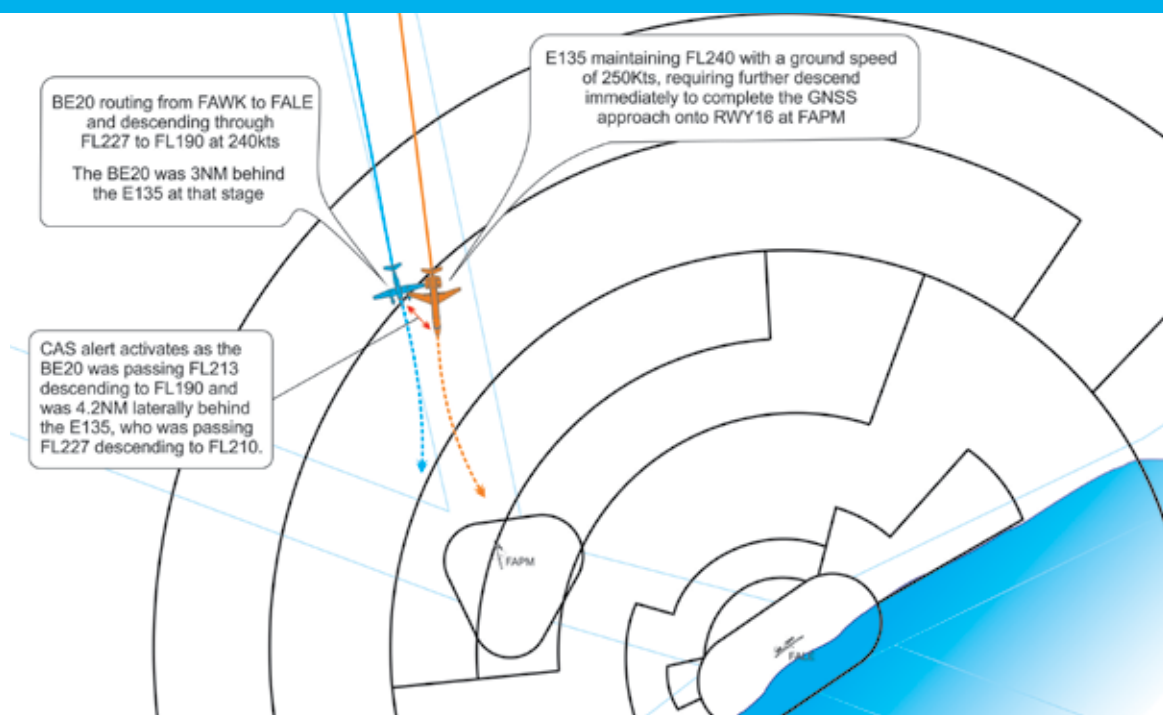 BE20 routing from FAWK to FALE
and descending through
FL227 to FL190 at 240kts
The BE20 was 3NM behind
the E135 at that stage
E135 maintaining FL240 with a ground speed
of 250Kts, requiring further descend
immediately to complete the GNSS
approach onto RWY16 at FAPM
CAS alert activates as the
BE20 was passing FL213
descending to FL190 and
was 4.2NM laterally behind
the E135, who was passing
FL227 descending to FL210.
FAPM
FALE